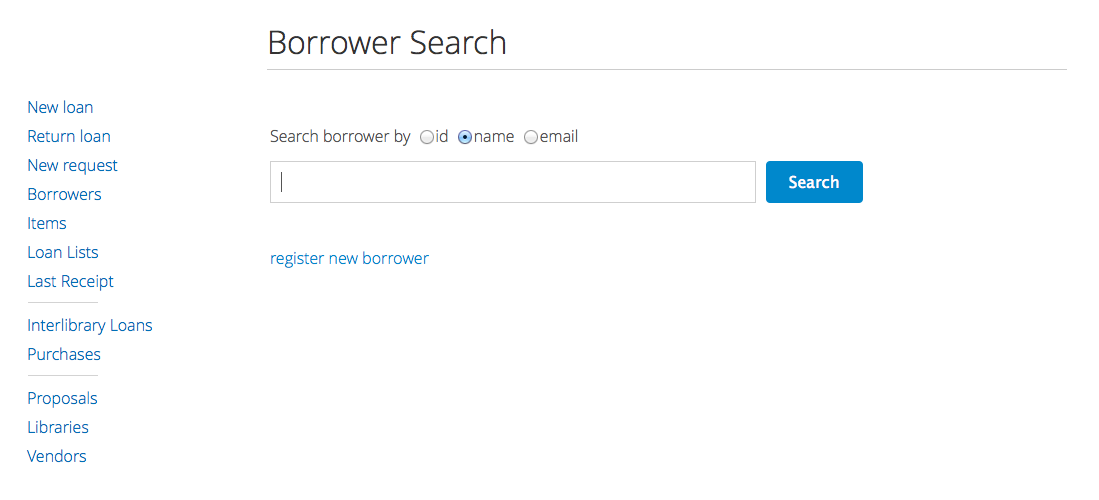 Borrower Search
New loan
Return loan
New request
Borrowers
Items
Loan Lists
Last Receipt
Interlibrary Loans
Purchases
Proposals
Libraries
Vendors
Search borrower by id name email
Search
register new borrower